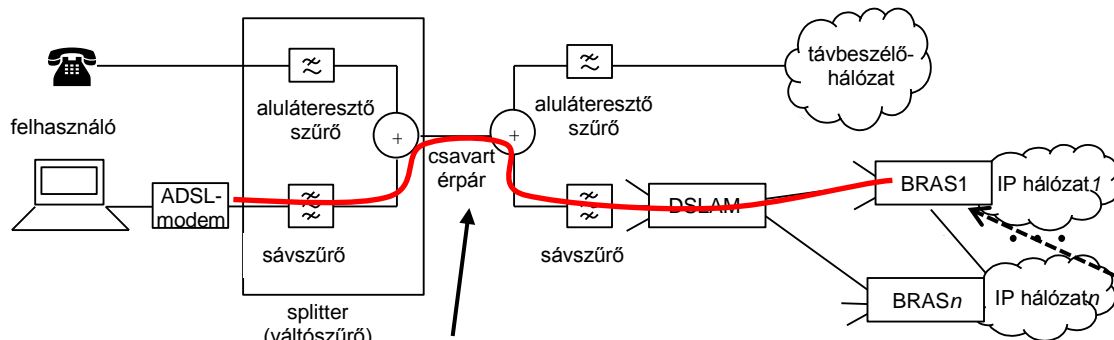 felhasználó
ADSL-
modem
aluláteresztő
szűrő
+
sávszűrő
splitter
(váltószűrő)
csavart
érpár
+
aluláteresztő
szűrő
sávszűrő
távbeszélő-
hálózat
DSLAM
BRAS1
IP hálózat1
BRASn
IP hálózatn